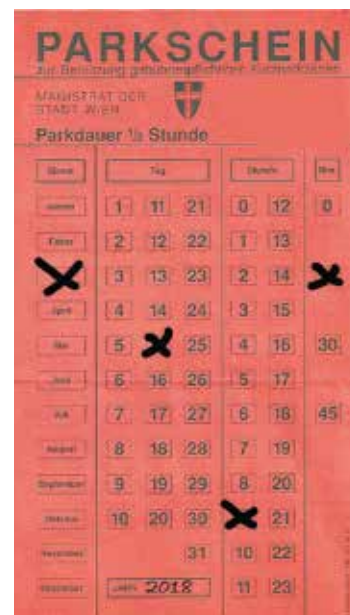 PARKSCHEIN
zur Benützung gebührenpflichtiger Kurzparkzonen
MAGISTRAT DER
STADT WIEN
Parkdauer ½ Stunde
Monat Tag Stunde Min
Jänner 1 11 21 0 12 0
Feber 2 12 22 1 13
3 13 23 2 14
April 4 14 24 3 15
Mai 5 25 4 16 30
Juni 6 16 26 5 17
Juli 7 17 27 6 18 45
August 8 18 28 7 19
September 9 19 29 8 20
Oktober 10 20 30 21
November 31 10 22
Dezember 2018 11 23